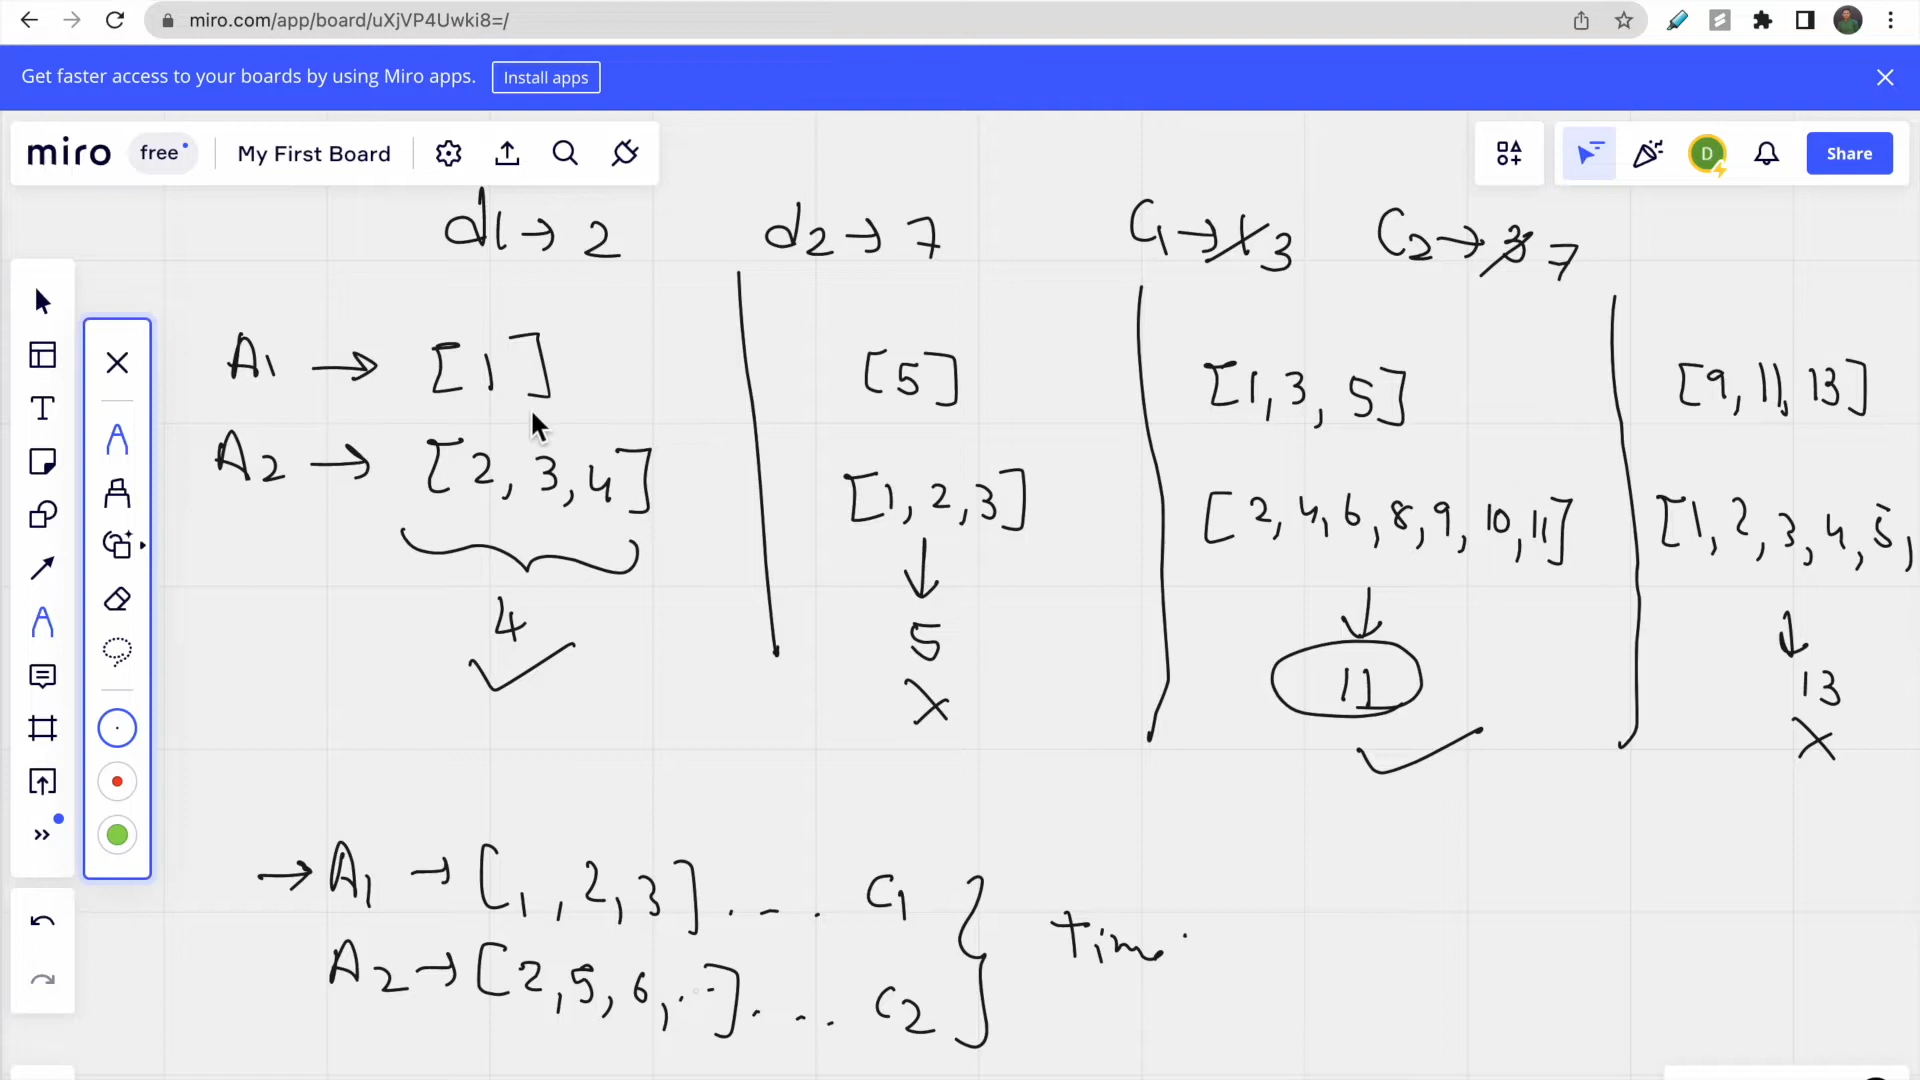 miro.com/app/board/uXjVP4Uwki8=/
Get faster access to your boards by using Miro apps. Install apps
miro free My First Board D Share
d1 → 2 d2 → 7 C1 → 1 3 C2 → 3 7
A1 → [1] [5] [1, 3, 5] [9, 11, 13]
A2 → [2, 3, 4] [1, 2, 3] [2, 4, 6, 8, 9, 10, 11] [1, 2, 3, 4, 5,
4 5 11 13
→ A1 → [1, 2, 3] . - . C1
A2 → [2, 5, 6, ..] . . . . C2
Time